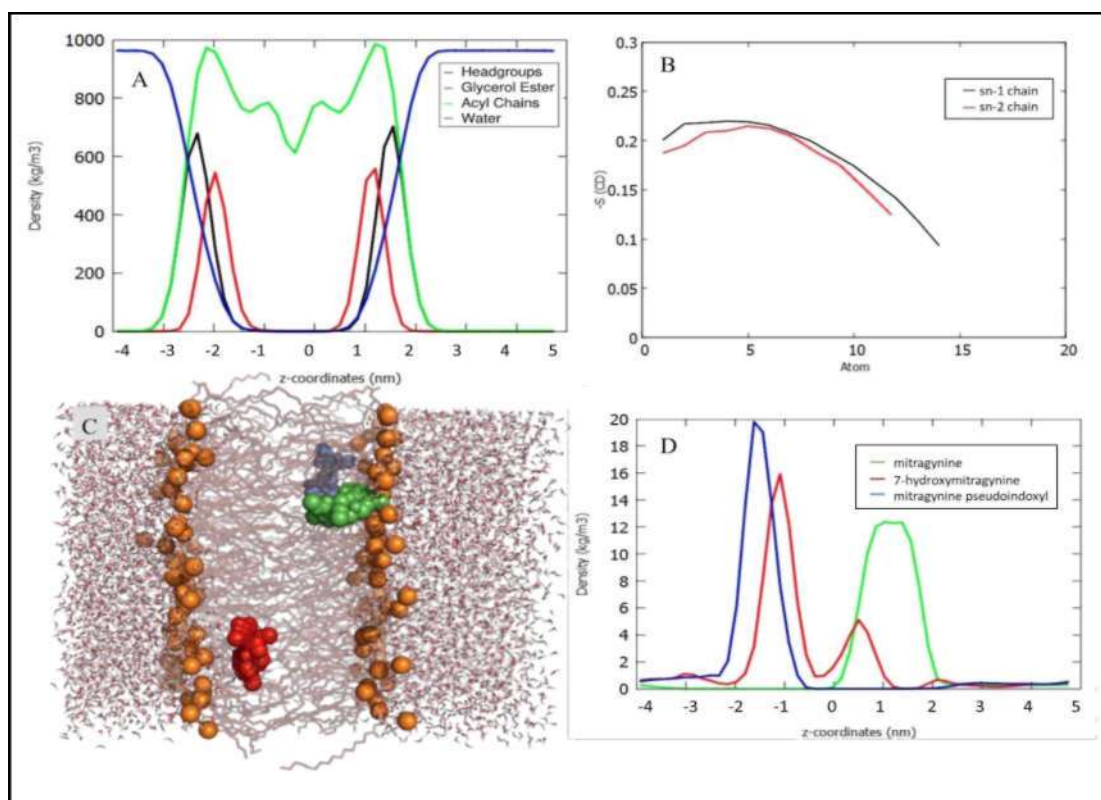 A
1000
800
600
400
200
0
Density (kg/m3)
Headgroups
Glycerol Ester
Acyl Chains
Water
-4 -3 -2 -1 0 1 2 3 4 5
z-coordinates (nm)
B
0.3
0.25
0.2
0.15
0.1
0.05
0
-S (CD)
sn-1 chain
sn-2 chain
0 5 10 15 20
Atom
C
D
20
18
16
14
12
10
8
6
4
2
0
Density (kg/m3)
mitragynine
7-hydroxymitragynine
mitragynine pseudoindoxyl
-4 -3 -2 -1 0 1 2 3 4 5
z-coordinates (nm)